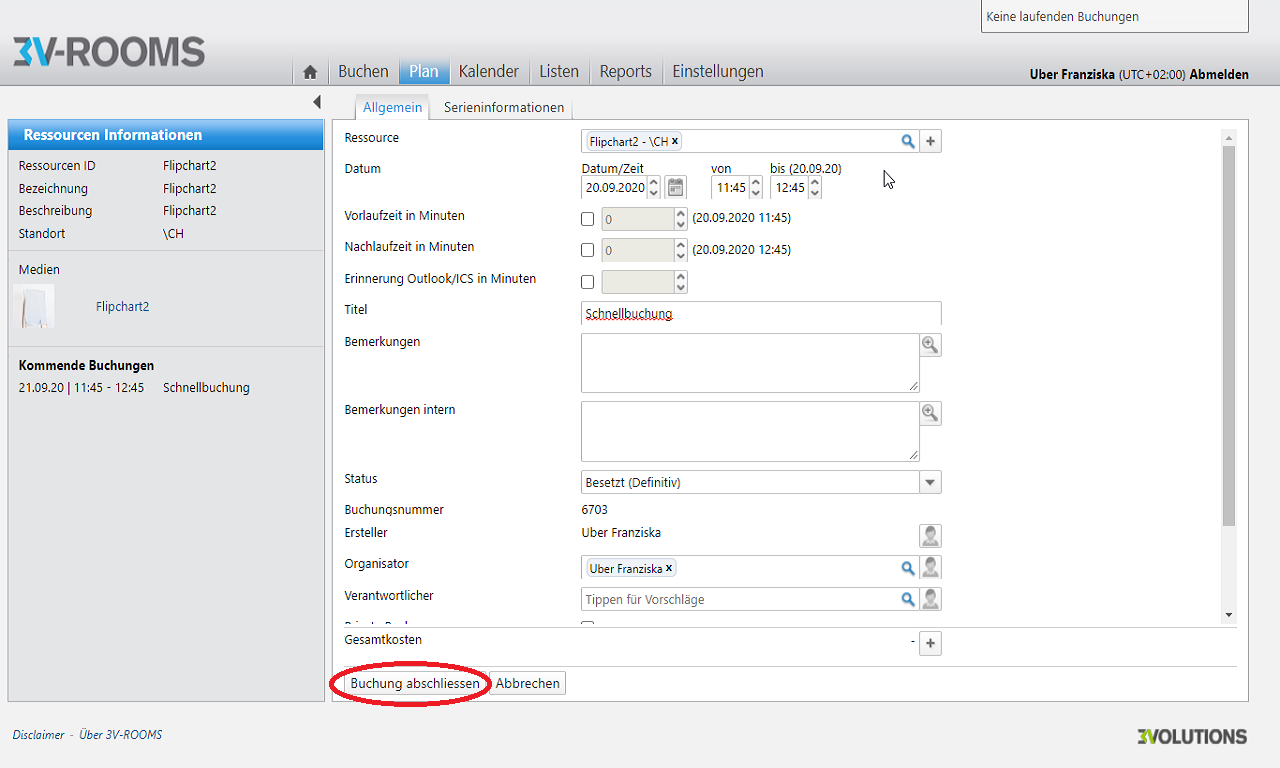 Keine laufenden Buchungen
3V-ROOMS
Buchen Plan Kalender Listen Reports Einstellungen
Uber Franziska (UTC+02:00) Abmelden
Allgemein Serieninformationen
Ressourcen Informationen
Ressourcen ID Flipchart2
Bezeichnung Flipchart2
Beschreibung Flipchart2
Standort \CH
Medien
Flipchart2
Kommende Buchungen
21.09.20 | 11:45 - 12:45 Schnellbuchung
Ressource Flipchart2 - \CH x
Datum Datum/Zeit von bis (20.09.20)
20.09.2020 11:45 12:45
Vorlaufzeit in Minuten 0 (20.09.2020 11:45)
Nachlaufzeit in Minuten 0 (20.09.2020 12:45)
Erinnerung Outlook/ICS in Minuten
Titel Schnellbuchung
Bemerkungen
Bemerkungen intern
Status Besetzt (Definitiv)
Buchungsnummer 6703
Ersteller Uber Franziska
Organisator Uber Franziska x
Verantwortlicher Tippen für Vorschläge
Gesamtkosten - +
Buchung abschliessen Abbrechen
Disclaimer - Über 3V-ROOMS
3VOLUTIONS